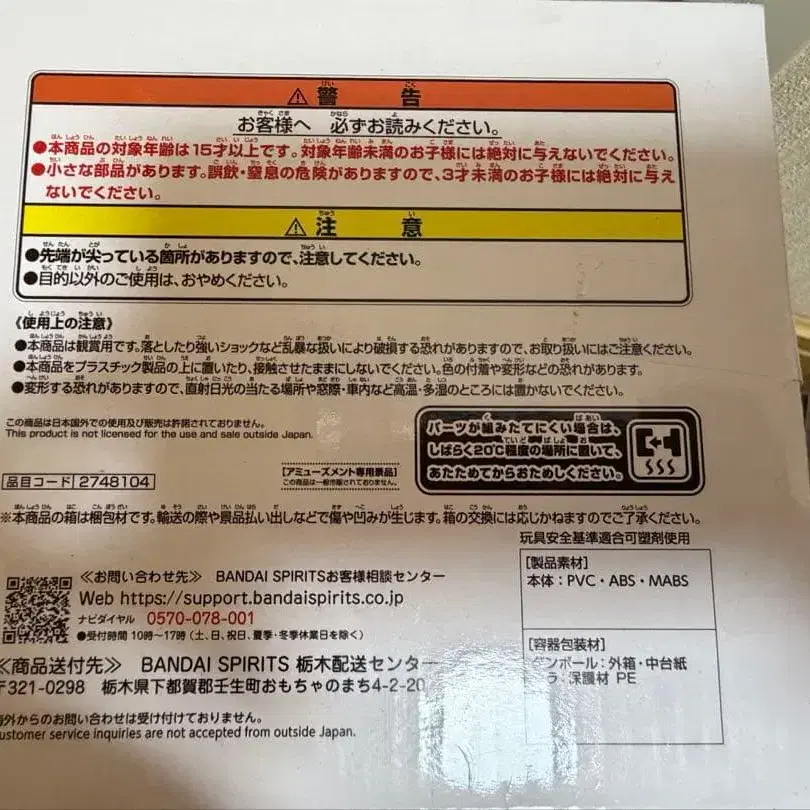 ⚠警告
お客様へ 必ずお読みください。
●本商品の対象年齢は15才以上です。対象年齢未満のお子様には絶対に与えないでください。
●小さな部品があります。誤飲・窒息の危険がありますので、3才未満のお子様には絶対に与え
ないでください。
⚠注意
●先端が尖っている箇所がありますので、注意してください。
●目的以外のご使用は、おやめください。
《使用上の注意》
●本商品は観賞用です。落としたり強いショックなど乱暴な扱いにより破損する恐れがありますので、お取り扱いにはご注意ください。
●本商品をプラスチック製品の上に置いたり、接触させたままにしないでください。色の付着や変形などの恐れがあります。
●変形する恐れがありますので、直射日光の当たる場所や窓際・車内など高温・多湿のところには置かないでください。
この商品は日本国外での使用及び販売は許諾されておりません。
This product is not licensed for the use and sale outside Japan.
パーツが組みたてにくい場合は、
しばらく20℃程度の場所に置いて、
あたためてからおためしください。
品目コード 2748104
【アミューズメント専用景品】
この商品は一般市販されておりません。
※本商品の箱は梱包材です。輸送の際や景品払い出しなどで傷や凹みが生じます。箱の交換には応じかねますのでご了承ください。
玩具安全基準適合可塑剤使用
[製品素材]
本体:PVC・ABS・MABS
[容器包装材]
ダンボール:外箱・中台紙
ラ:保護材 PE
≪お問い合わせ先≫ BANDAI SPIRITSお客様相談センター
Web https://support.bandaispirits.co.jp
ナビダイヤル 0570-078-001
●受付時間 10時~17時(土、日、祝日、夏季・冬季休業日を除く)
≪商品送付先≫ BANDAI SPIRITS 栃木配送センター
〒321-0298 栃木県下都賀郡壬生町おもちゃのまち4-2-20
海外からのお問い合わせは受け付けておりません。
Customer service inquiries are not accepted from outside Japan.